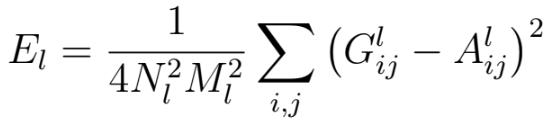 E_l = \frac{1}{4N_l^2 M_l^2} \sum_{i,j} \left( G_{ij}^l - A_{ij}^l \right)^2